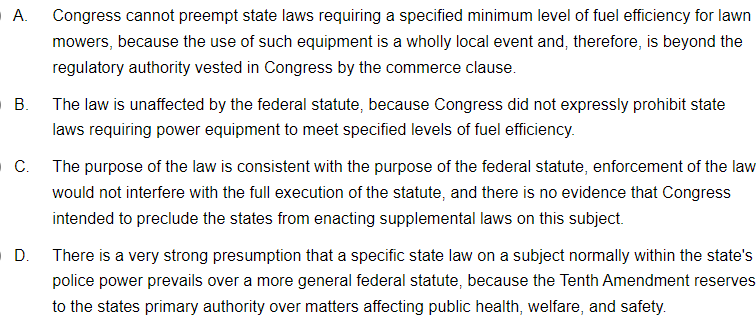 A. Congress cannot preempt state laws requiring a specified minimum level of fuel efficiency for lawn
mowers, because the use of such equipment is a wholly local event and, therefore, is beyond the
regulatory authority vested in Congress by the commerce clause.
B. The law is unaffected by the federal statute, because Congress did not expressly prohibit state
laws requiring power equipment to meet specified levels of fuel efficiency.
C. The purpose of the law is consistent with the purpose of the federal statute, enforcement of the law
would not interfere with the full execution of the statute, and there is no evidence that Congress
intended to preclude the states from enacting supplemental laws on this subject.
D. There is a very strong presumption that a specific state law on a subject normally within the state's
police power prevails over a more general federal statute, because the Tenth Amendment reserves
to the states primary authority over matters affecting public health, welfare, and safety.